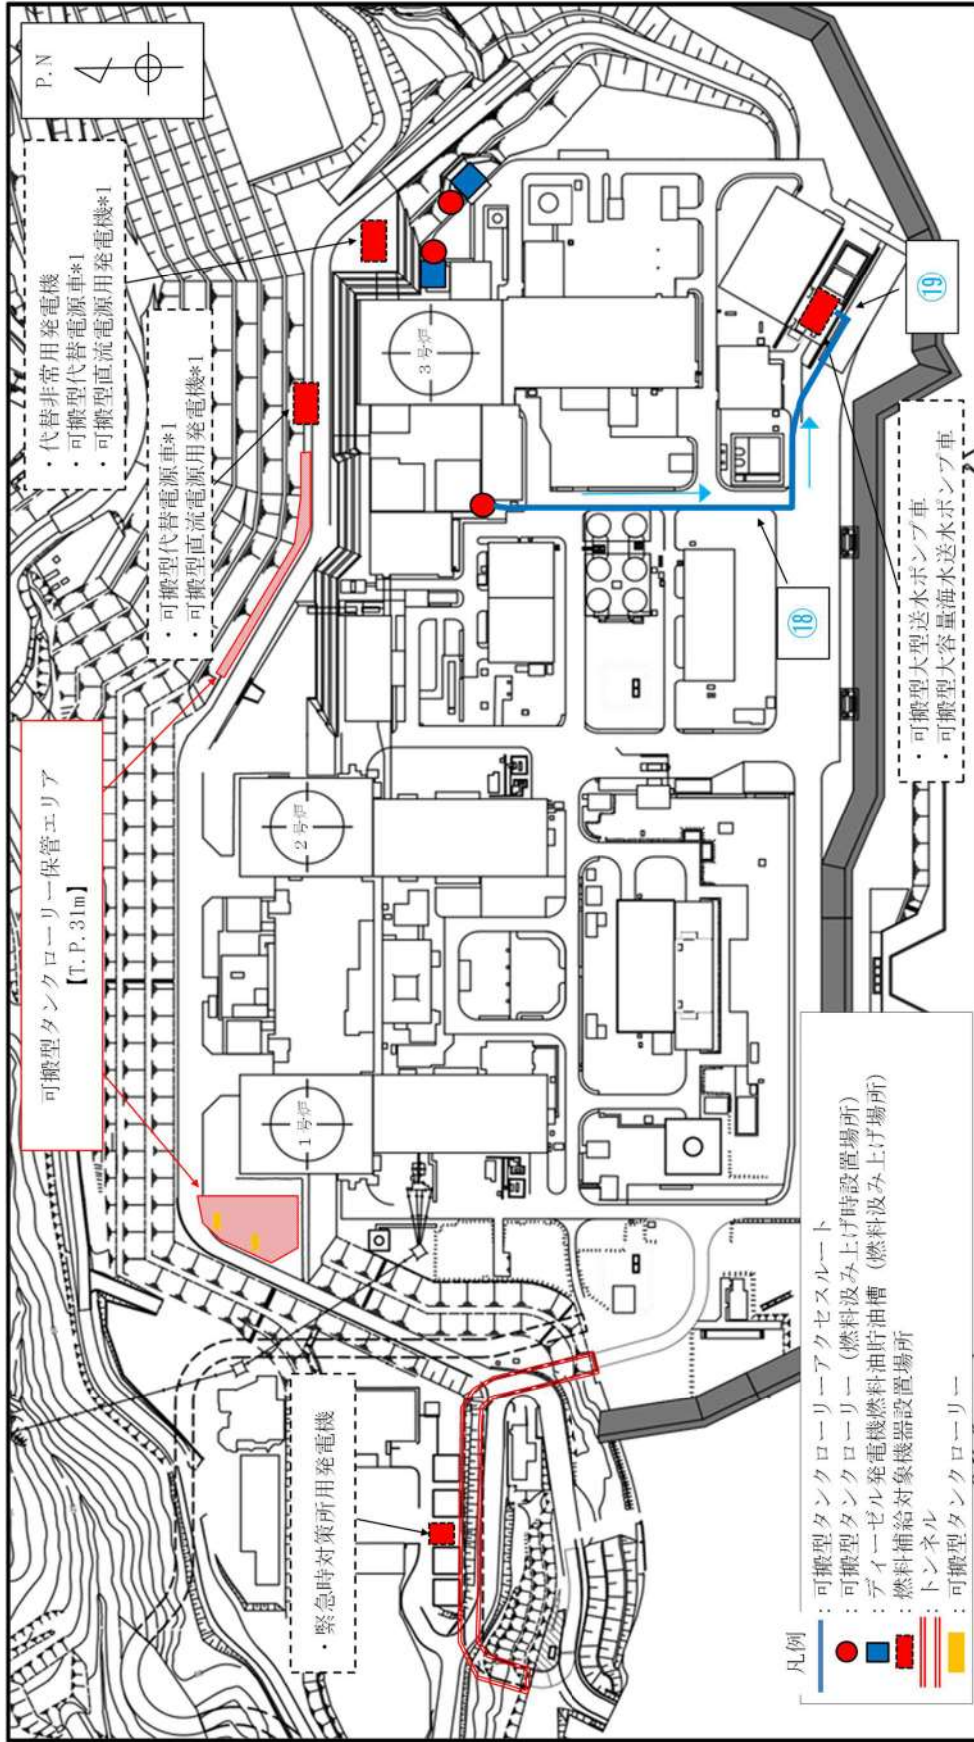 P.N
・代替非常用発電機
・可搬型代替電源車*1
・可搬型直流電源用発電機*1
・可搬型代替電源車*1
・可搬型直流電源用発電機*1
可搬型タンクローリー保管エリア
【T.P.31m】
3号炉
2号炉
1号炉
・緊急時対策所用発電機
⑱
⑲
・可搬型大型送水ポンプ車
・可搬型大容量海水送水ポンプ車
凡例
：可搬型タンクローリーアクセスルート
：可搬型タンクローリー（燃料汲み上げ時設置場所）
：ディーゼル発電機燃料油貯油槽（燃料汲み上げ場所）
：燃料補給対象機器設置場所
：トンネル
：可搬型タンクローリー